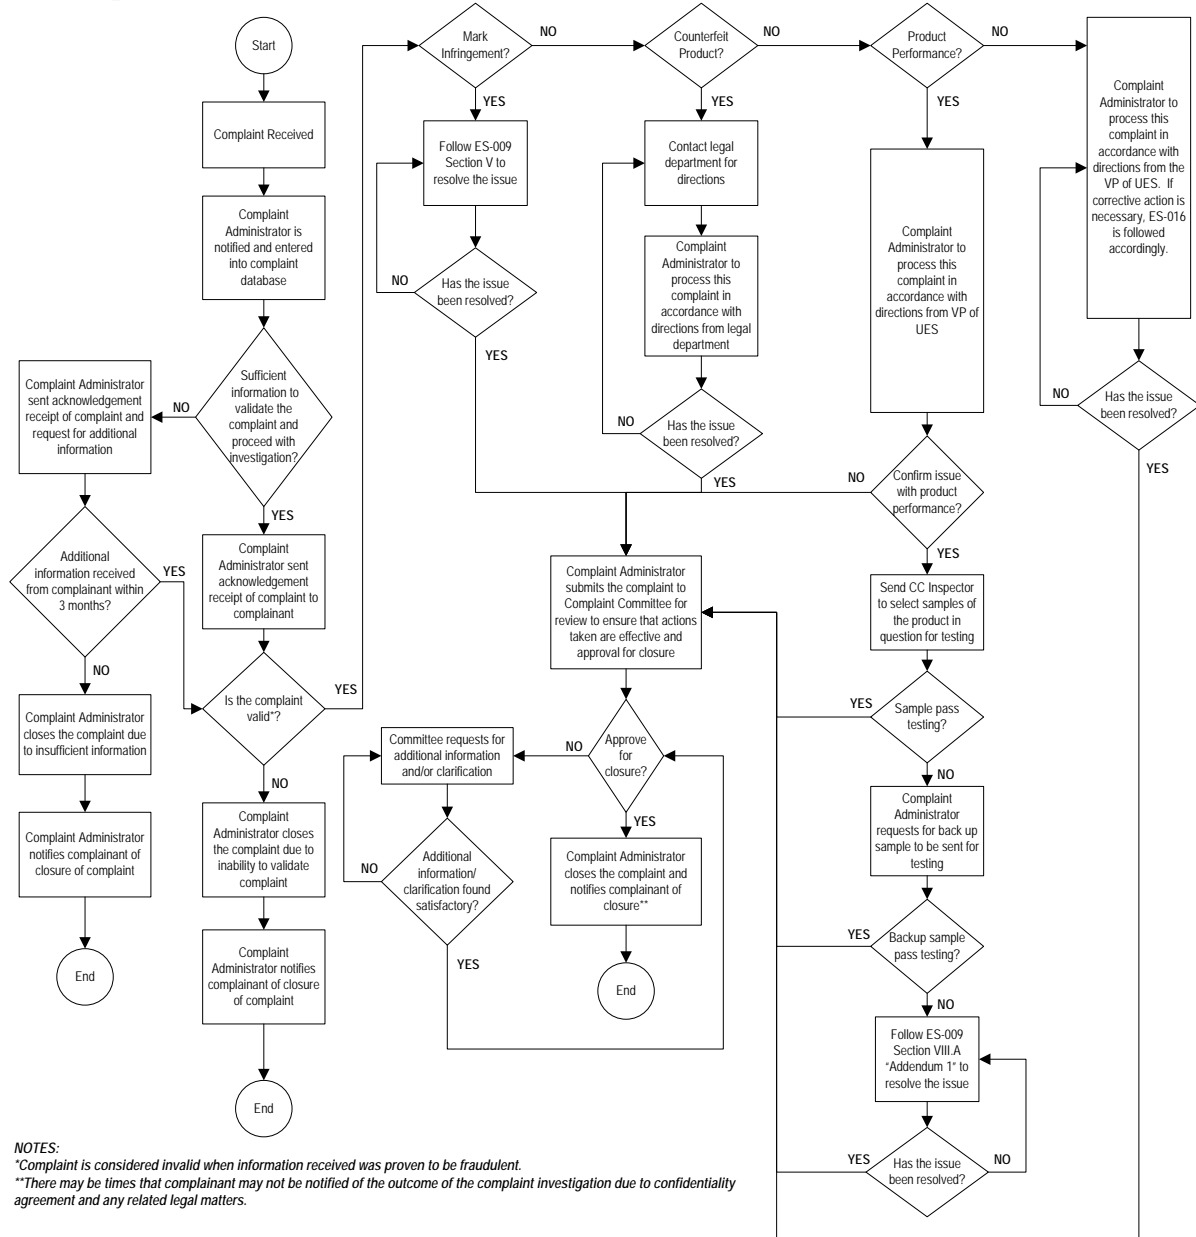 Start
Complaint Received
Complaint
Administrator is
notified and entered
into complaint
database
Sufficient
information to
validate the
complaint and
proceed with
investigation?
NO
YES
Complaint Administrator
sent acknowledgement
receipt of complaint and
request for additional
information
Additional
information received
from complainant within
3 months?
YES
NO
Complaint Administrator
closes the complaint due
to insufficient information
Complaint Administrator
notifies complainant of
closure of complaint
End
Complaint
Administrator sent
acknowledgement
receipt of complaint to
complainant
Is the complaint
valid*?
YES
NO
Complaint
Administrator closes
the complaint due to
inability to validate
complaint
Complaint
Administrator notifies
complainant of closure
of complaint
End
Mark
Infringement?
NO
YES
Follow ES-009
Section V to
resolve the issue
Has the issue
been resolved?
NO
YES
Counterfeit
Product?
NO
YES
Contact legal
department for
directions
Complaint
Administrator to
process this
complaint in
accordance with
directions from legal
department
Has the issue
been resolved?
NO
YES
Product
Performance?
NO
YES
Complaint
Administrator to
process this
complaint in
accordance with
directions from VP of
UES
Confirm issue
with product
performance?
NO
YES
Send CC Inspector
to select samples of
the product in
question for testing
Sample pass
testing?
YES
NO
Complaint
Administrator
requests for back up
sample to be sent for
testing
Backup sample
pass testing?
YES
NO
Follow ES-009
Section VIII.A
“Addendum 1” to
resolve the issue
Has the issue
been resolved?
YES
NO
Complaint
Administrator to
process this
complaint in
accordance with
directions from the
VP of UES. If
corrective action is
necessary, ES-016
is followed
accordingly.
Has the issue
been resolved?
NO
YES
Complaint Administrator
submits the complaint to
Complaint Committee for
review to ensure that actions
taken are effective and
approval for closure
Approve
for
closure?
NO
YES
Committee requests for
additional information
and/or clarification
Additional
information/
clarification found
satisfactory?
NO
YES
Complaint Administrator
closes the complaint and
notifies complainant of
closure**
End
NOTES:
*Complaint is considered invalid when information received was proven to be fraudulent.
**There may be times that complainant may not be notified of the outcome of the complaint investigation due to confidentiality
agreement and any related legal matters.